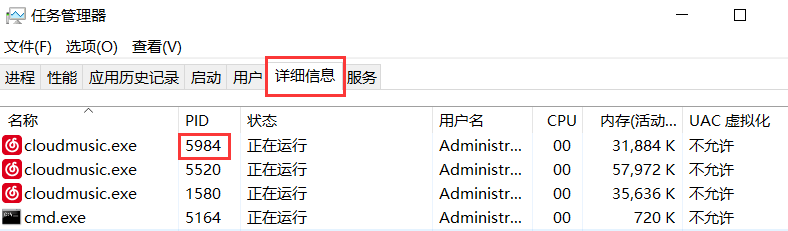 任务管理器
文件(F) 选项(O) 查看(V)
进程 性能 应用历史记录 启动 用户 详细信息 服务
名称 PID 状态 用户名 CPU 内存(活动... UAC 虚拟化
cloudmusic.exe 5984 正在运行 Administr... 00 31,884 K 不允许
cloudmusic.exe 5520 正在运行 Administr... 00 57,972 K 不允许
cloudmusic.exe 1580 正在运行 Administr... 00 35,636 K 不允许
cmd.exe 5164 正在运行 Administr... 00 720 K 不允许